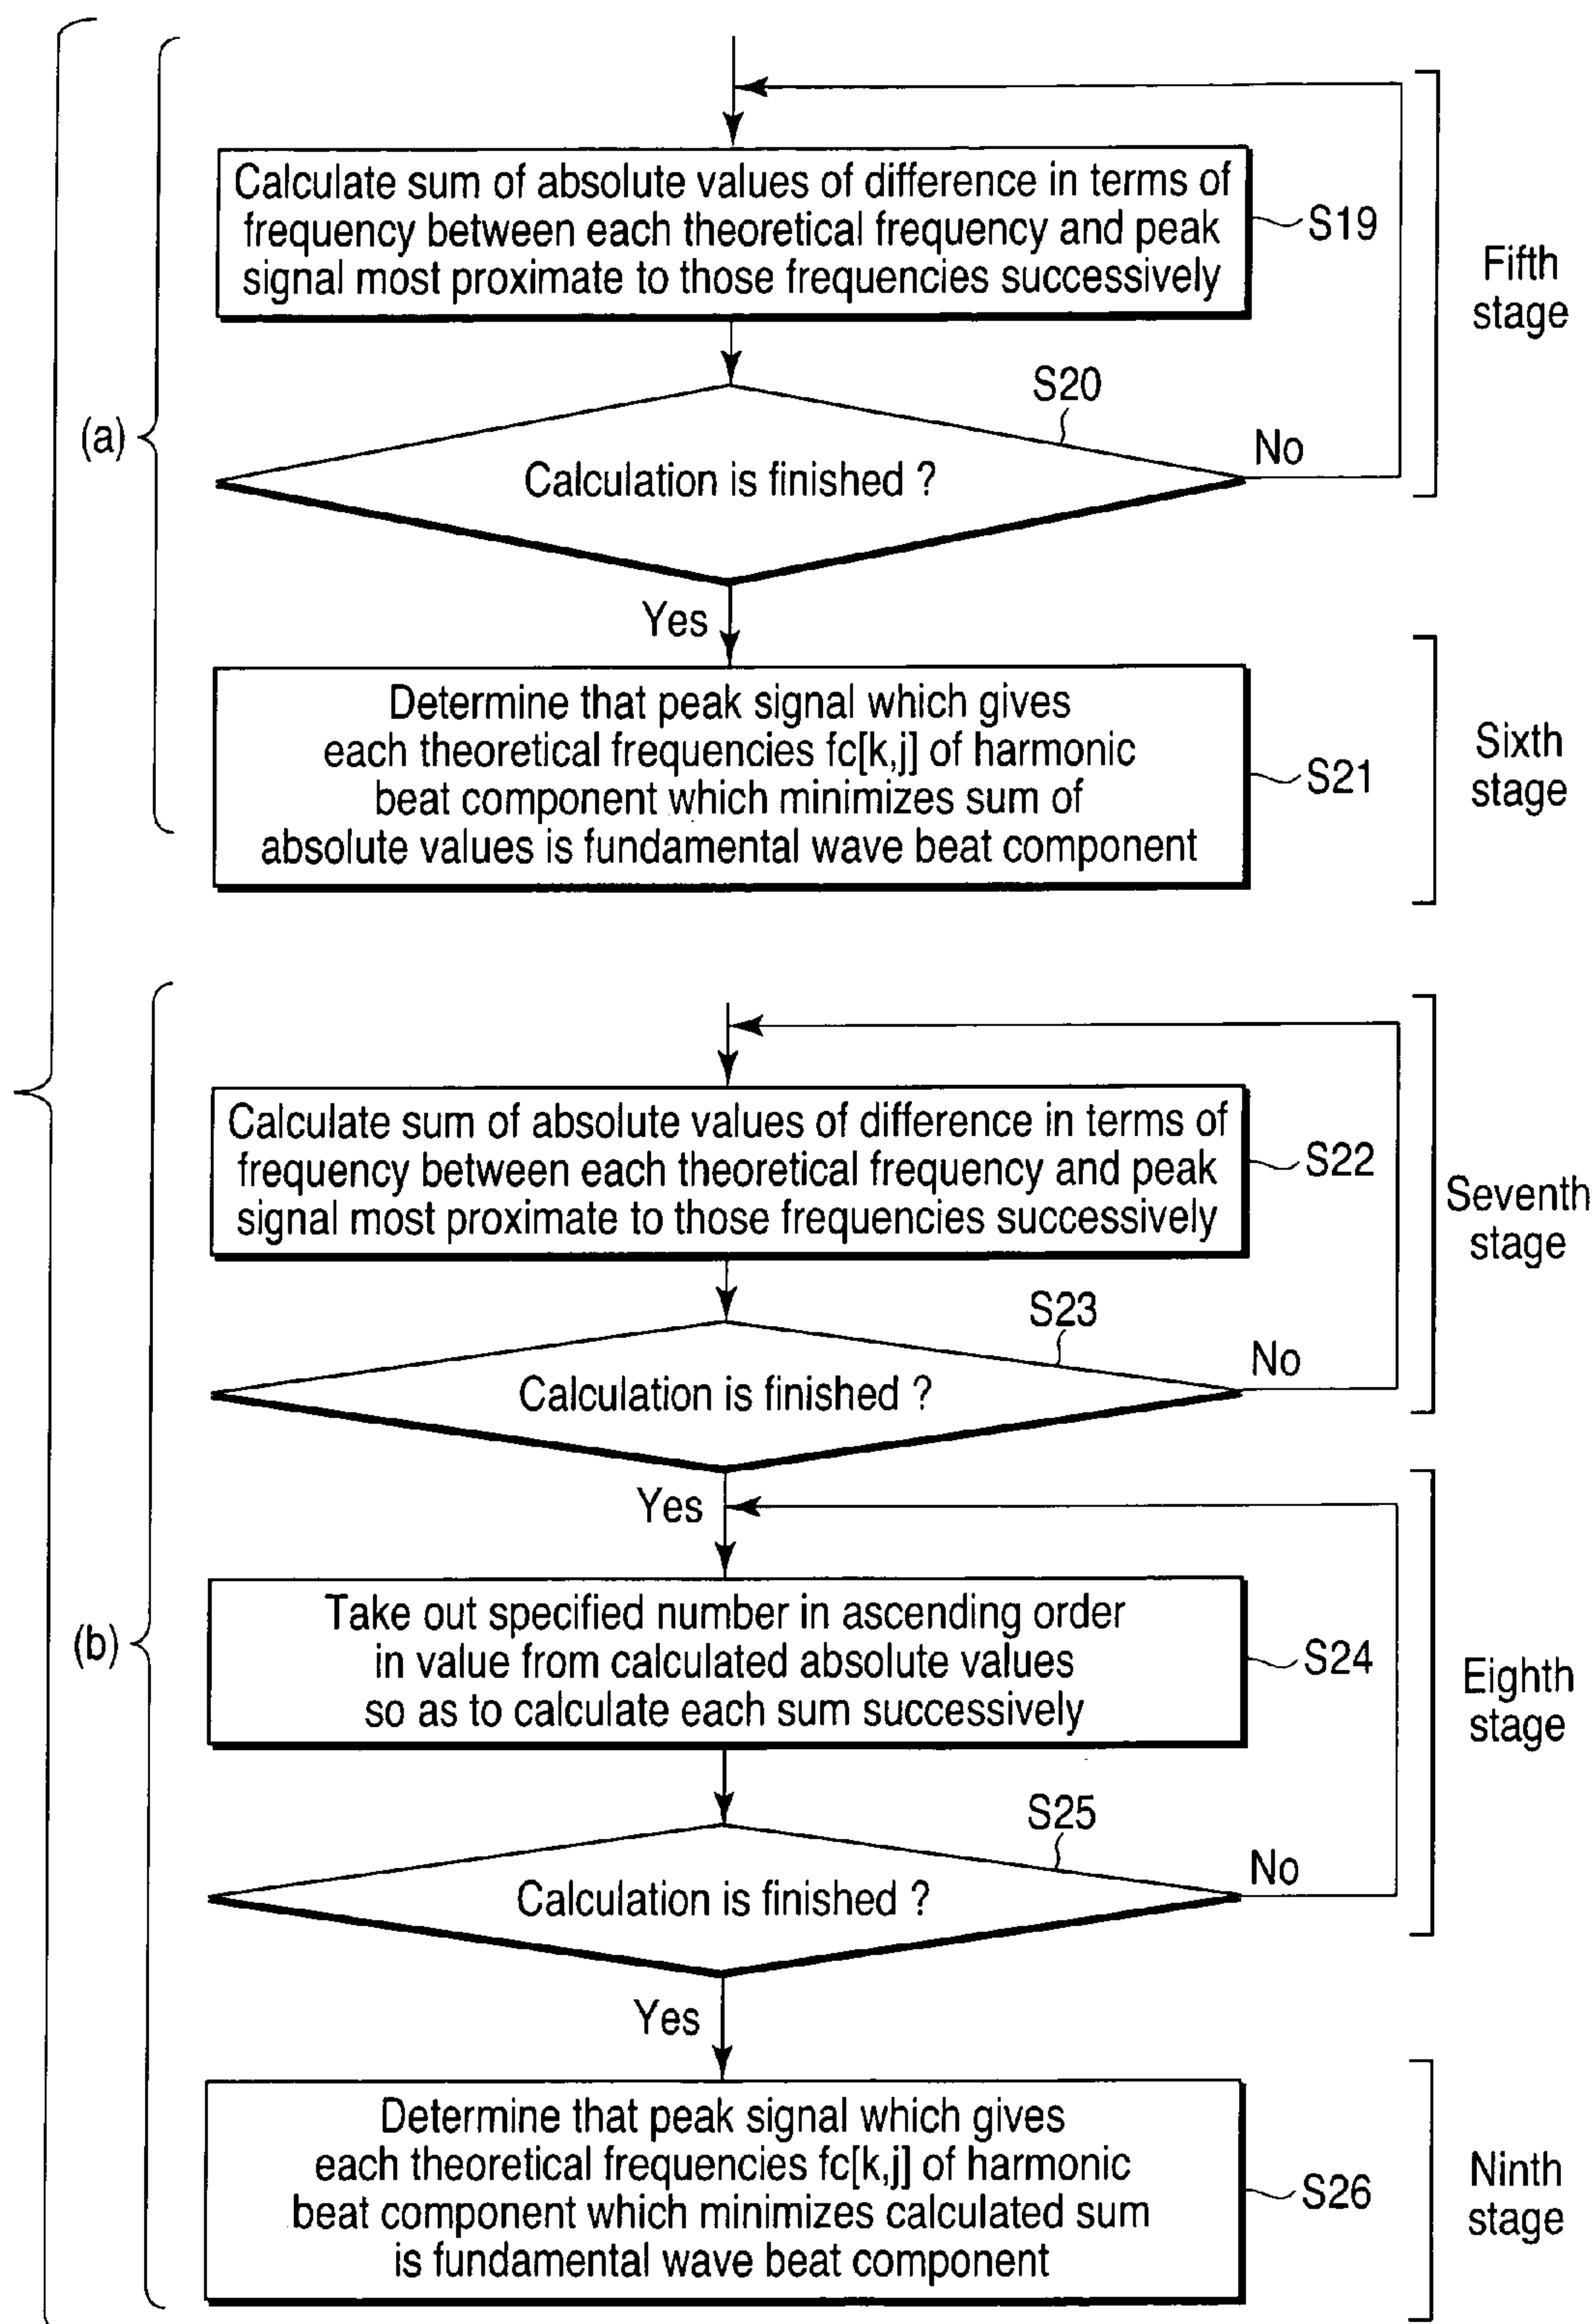 Calculate sum of absolute values of difference in terms of
frequency between each theoretical frequency and peak
signal most proximate to those frequencies successively
S19
Fifth
stage
S20
(a)
Calculation is finished ?
No
Yes
Determine that peak signal which gives
each theoretical frequencies fc[k,j] of harmonic
beat component which minimizes sum of
absolute values is fundamental wave beat component
S21
Sixth
stage
Calculate sum of absolute values of difference in terms of
frequency between each theoretical frequency and peak
signal most proximate to those frequencies successively
S22
Seventh
stage
S23
Calculation is finished ?
No
Yes
(b)
Take out specified number in ascending order
in value from calculated absolute values
so as to calculate each sum successively
S24
Eighth
stage
S25
Calculation is finished ?
No
Yes
Determine that peak signal which gives
each theoretical frequencies fc[k,j] of harmonic
beat component which minimizes calculated sum
is fundamental wave beat component
S26
Ninth
stage